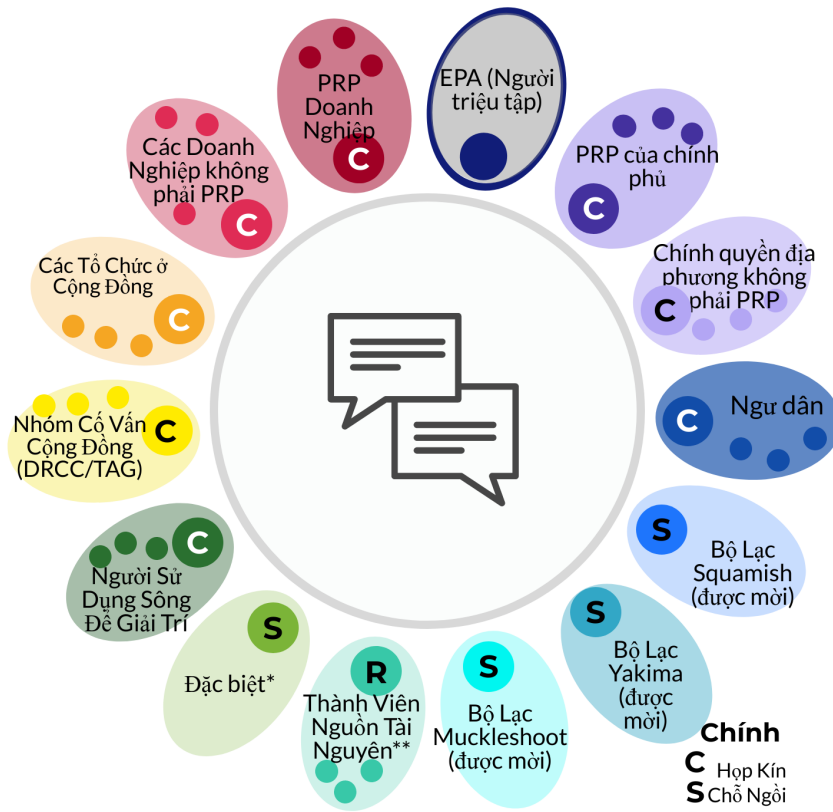 PRP
Doanh
Nghiệp
C
EPA (Người
triệu tập)
PRP của chính
phủ
C
Chính quyền địa
phương không
phải PRP
C
Ngư dân
C
S
Bộ Lạc
Squamish
(được mời)
S
Bộ Lạc
Yakima
(được
mời)
S
Bộ Lạc
Muckleshoot
(được mời)
R
Thành Viên
Nguồn Tài
Nguyên**
S
Đặc biệt*
C
Người Sử
Dụng Sông
Để Giải Trí
Nhóm Cố Vấn
Cộng Đồng
(DRCC/TAG)
C
Các Tổ Chức ở
Cộng Đồng
C
Các Doanh
Nghiệp không
phải PRP
C
Chính
C Họp Kín
S Chỗ Ngồi